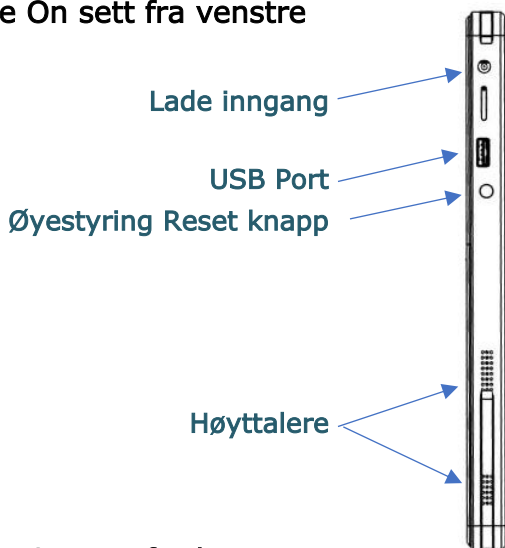 e On sett fra venstre
Lade inngang
USB Port
Øyestyring Reset knapp
Høyttalere